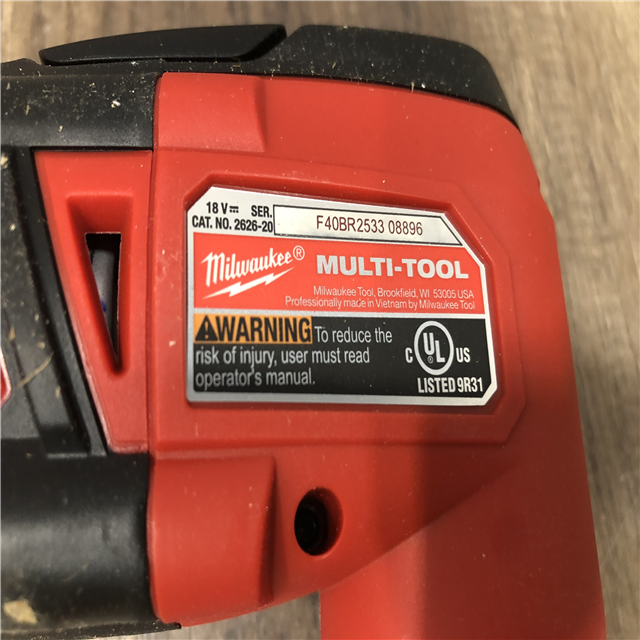 18 V⎓ SER. F40BR2533 08896
CAT. NO. 2626-20
Milwaukee® MULTI-TOOL
Milwaukee Tool, Brookfield, WI 53005 USA
Professionally made in Vietnam by Milwaukee Tool
WARNING To reduce the
risk of injury, user must read
operator's manual.
C UL® US
LISTED 9R31